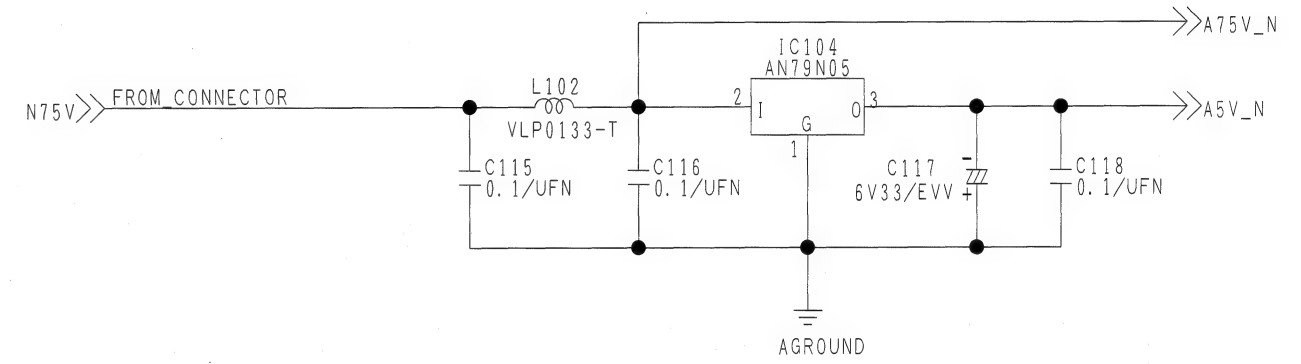 A75V_N
IC104
AN79N05
N75V
FROM_CONNECTOR
L102
VLP0133-T
2
I
G
O
3
1
A5V_N
C115
0.1/UFN
C116
0.1/UFN
C117
6V33/EVV
-
+
C118
0.1/UFN
AGROUND